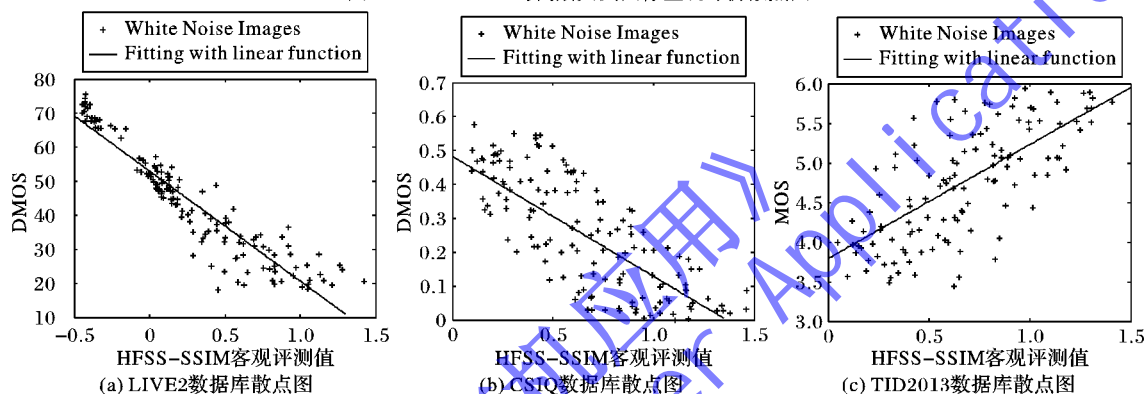 + White Noise Images
— Fitting with linear function
DMOS
80
70
60
50
40
30
20
10
−0.5 0 0.5 1.0 1.5
HFSS−SSIM客观评测值
(a) LIVE2数据库散点图
+ White Noise Images
— Fitting with linear function
DMOS
0.7
0.6
0.5
0.4
0.3
0.2
0.1
0
0 0.5 1.0 1.5
HFSS−SSIM客观评测值
(b) CSIQ数据库散点图
+ White Noise Images
— Fitting with linear function
MOS
6.0
5.5
5.0
4.5
4.0
3.5
3.0
0 0.5 1.0 1.5
HFSS−SSIM客观评测值
(c) TID2013数据库散点图
机应用》
er Applicati